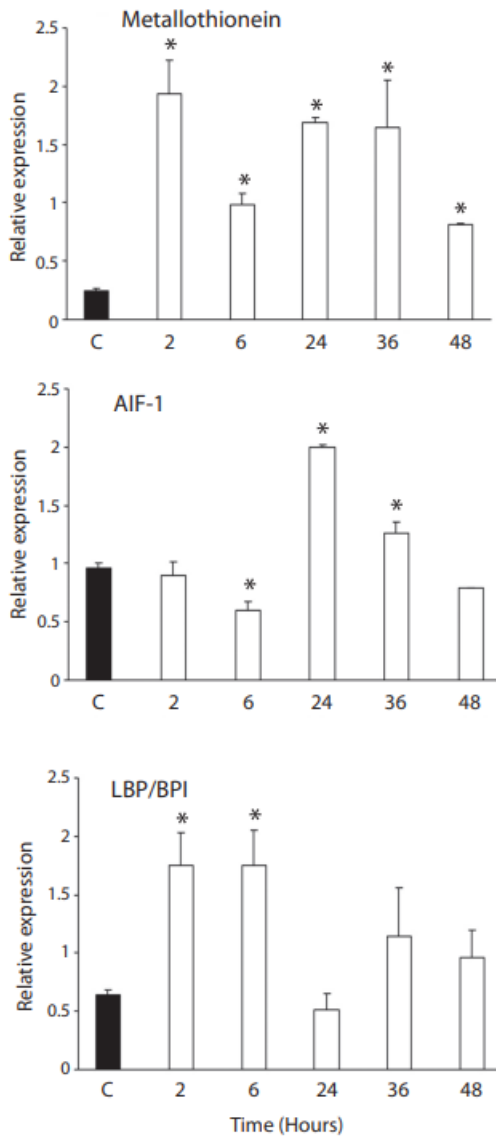 Metallothionein
Relative expression
2.5
2
1.5
1
0.5
0
* * * * *
C 2 6 24 36 48
AIF-1
Relative expression
2.5
2
1.5
1
0.5
0
* * *
C 2 6 24 36 48
LBP/BPI
Relative expression
2.5
2
1.5
1
0.5
0
* *
C 2 6 24 36 48
Time (Hours)